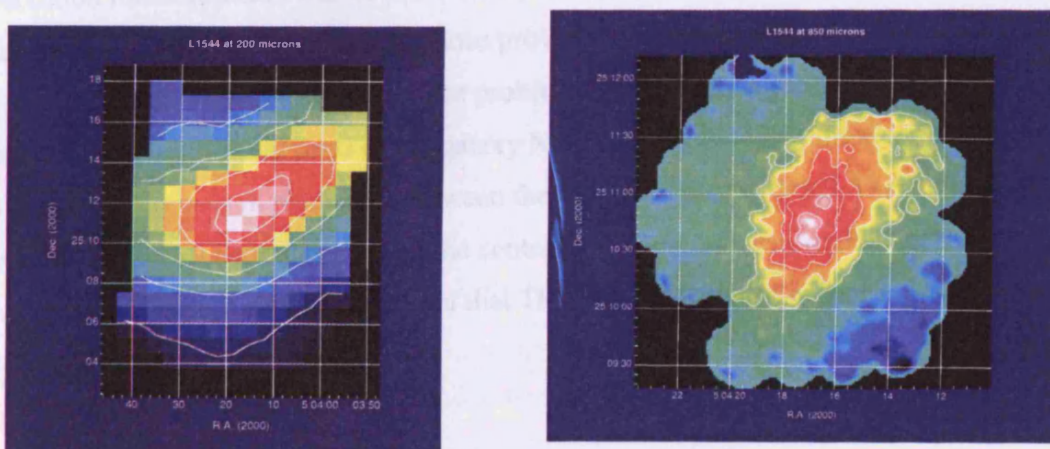 L1544 at 200 microns
18
16
14
12
25 10
08
06
04
Dec. (2000)
40 30 20 10 5 04 00 03 50
R.A. (2000)
L1544 at 850 microns
25 12 00
11 30
25 11 00
10 30
25 10 00
09 30
Dec. (2000)
22 5 04 20 18 16 14 12
R.A. (2000)